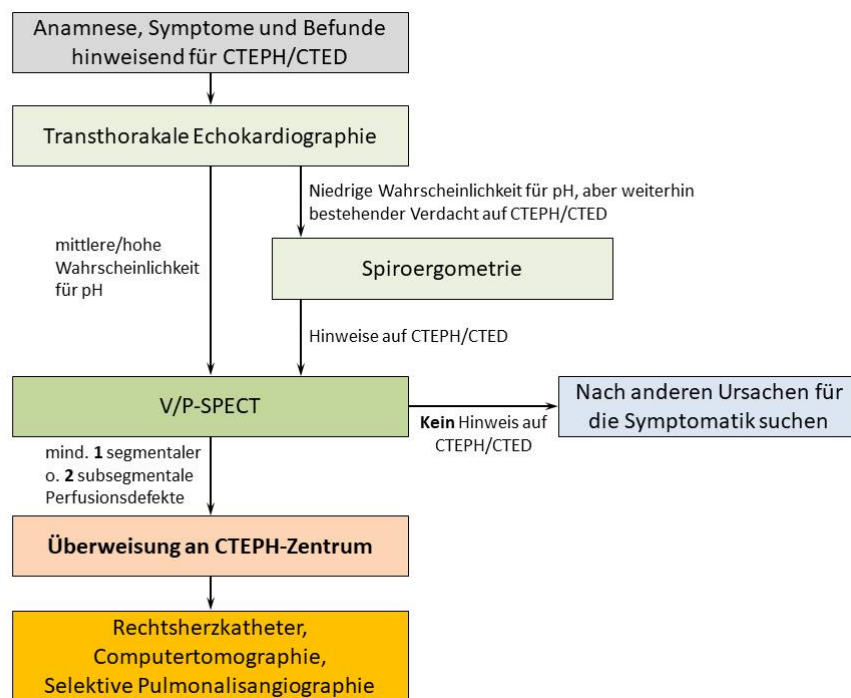 Anamnese, Symptome und Befunde
hinweisend für CTEPH/CTED
Transthorakale Echokardiographie
Niedrige Wahrscheinlichkeit für pH, aber weiterhin
bestehender Verdacht auf CTEPH/CTED
mittlere/hohe
Wahrscheinlichkeit
für pH
Spiroergometrie
Hinweise auf CTEPH/CTED
V/P-SPECT
Kein Hinweis auf
CTEPH/CTED
Nach anderen Ursachen für
die Symptomatik suchen
mind. 1 segmentaler
o. 2 subsegmentale
Perfusionsdefekte
Überweisung an CTEPH-Zentrum
Rechtsherzkatheter,
Computertomographie,
Selektive Pulmonalisangiographie